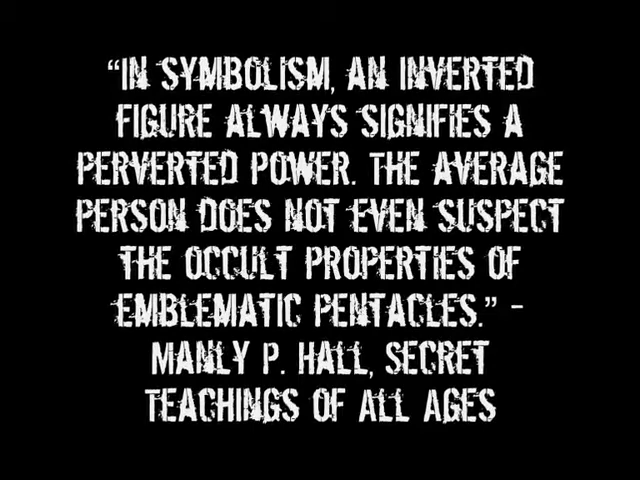 “IN SYMBOLISM, AN INVERTED
FIGURE ALWAYS SIGNIFIES A
PERVERTED POWER. THE AVERAGE
PERSON DOES NOT EVEN SUSPECT
THE OCCULT PROPERTIES OF
EMBLEMATIC PENTACLES.” -
MANLY P. HALL, SECRET
TEACHINGS OF ALL AGES